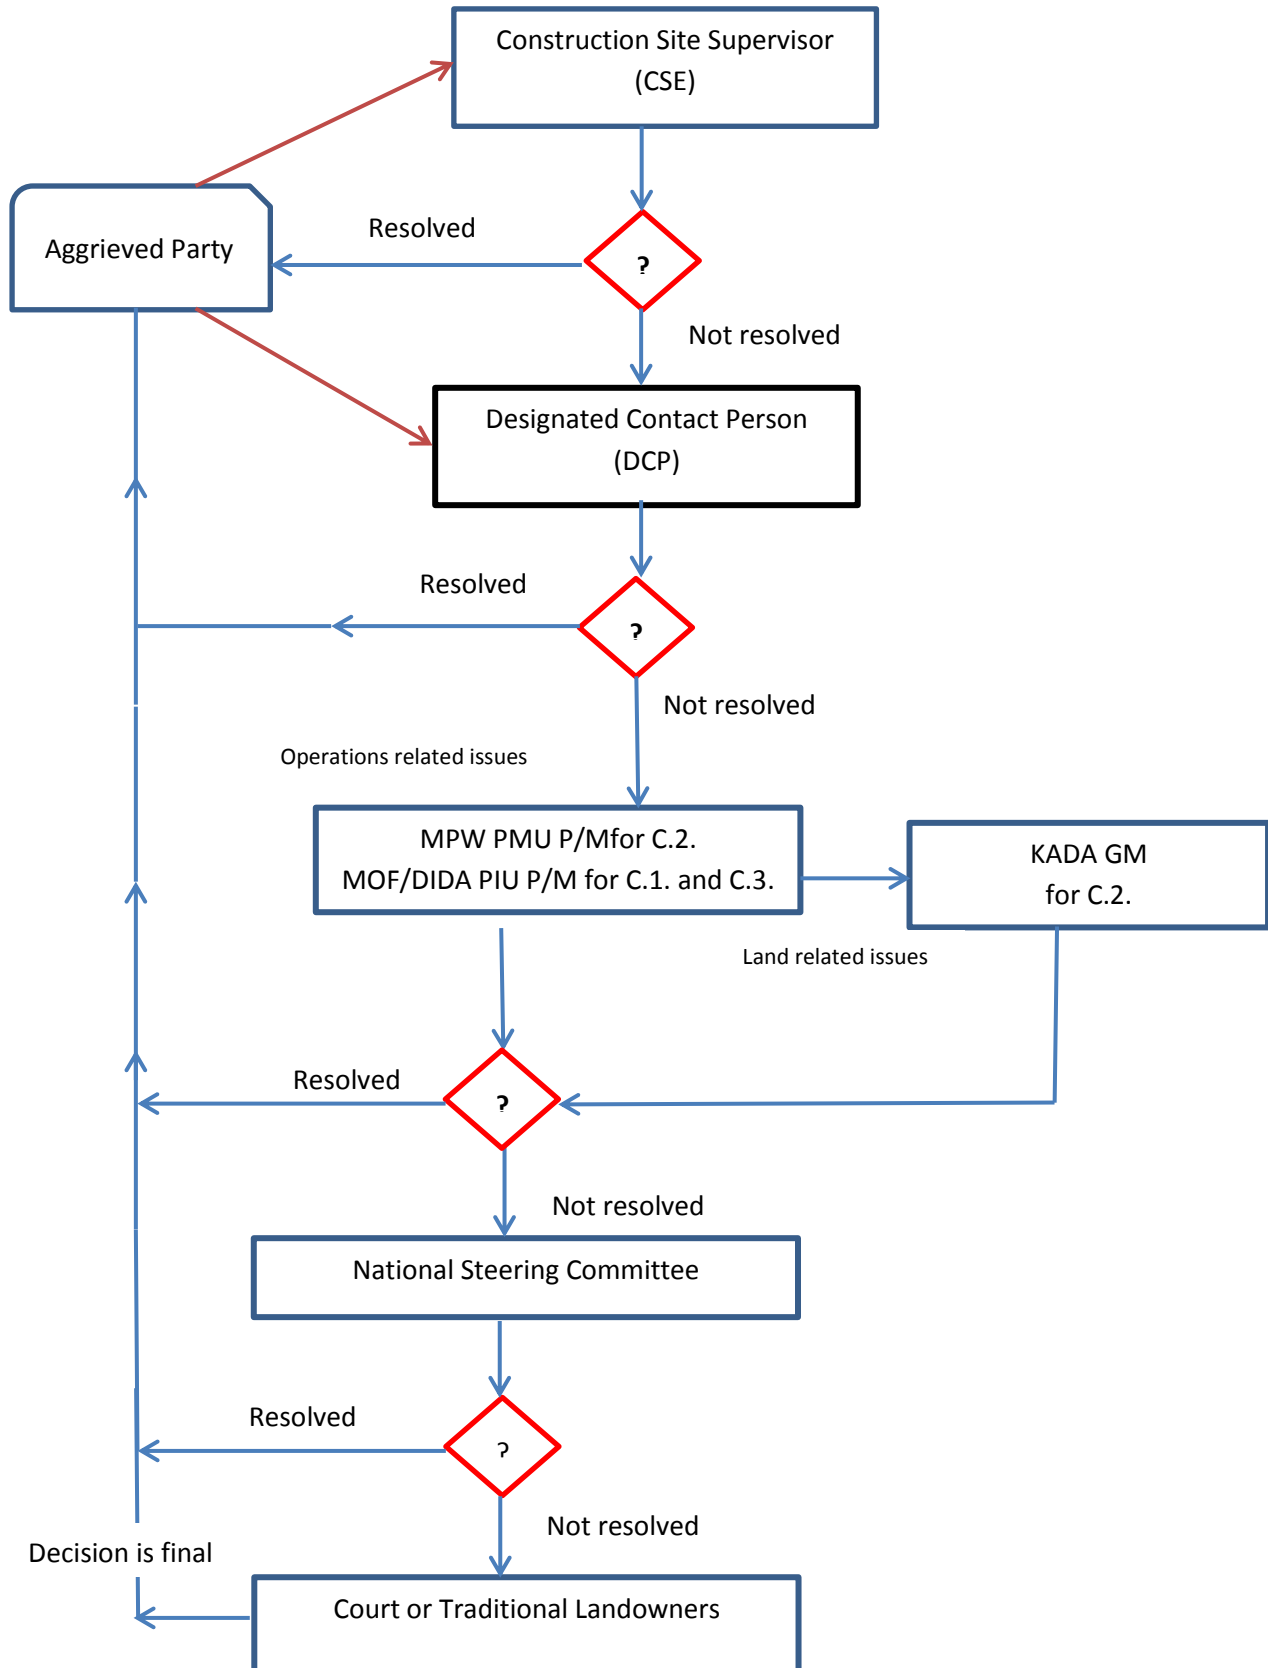 Construction Site Supervisor
(CSE)
Resolved
Aggrieved Party
?
Not resolved
Designated Contact Person
(DCP)
Resolved
?
Not resolved
Operations related issues
MPW PMU P/Mfor C.2.
MOF/DIDA PIU P/M for C.1. and C.3.
KADA GM
for C.2.
Land related issues
Resolved
?
Not resolved
National Steering Committee
Resolved
?
Not resolved
Decision is final
Court or Traditional Landowners